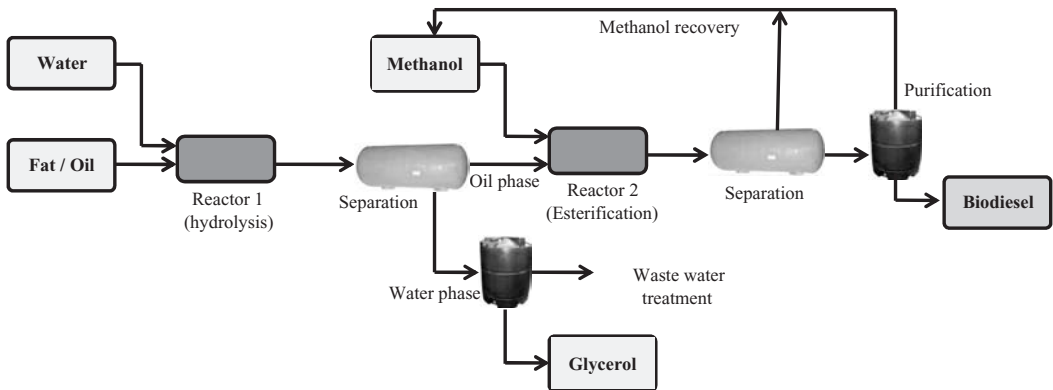 Water
Fat / Oil
Reactor 1
(hydrolysis)
Separation
Oil phase
Water phase
Waste water
treatment
Glycerol
Methanol
Reactor 2
(Esterification)
Methanol recovery
Separation
Purification
Biodiesel